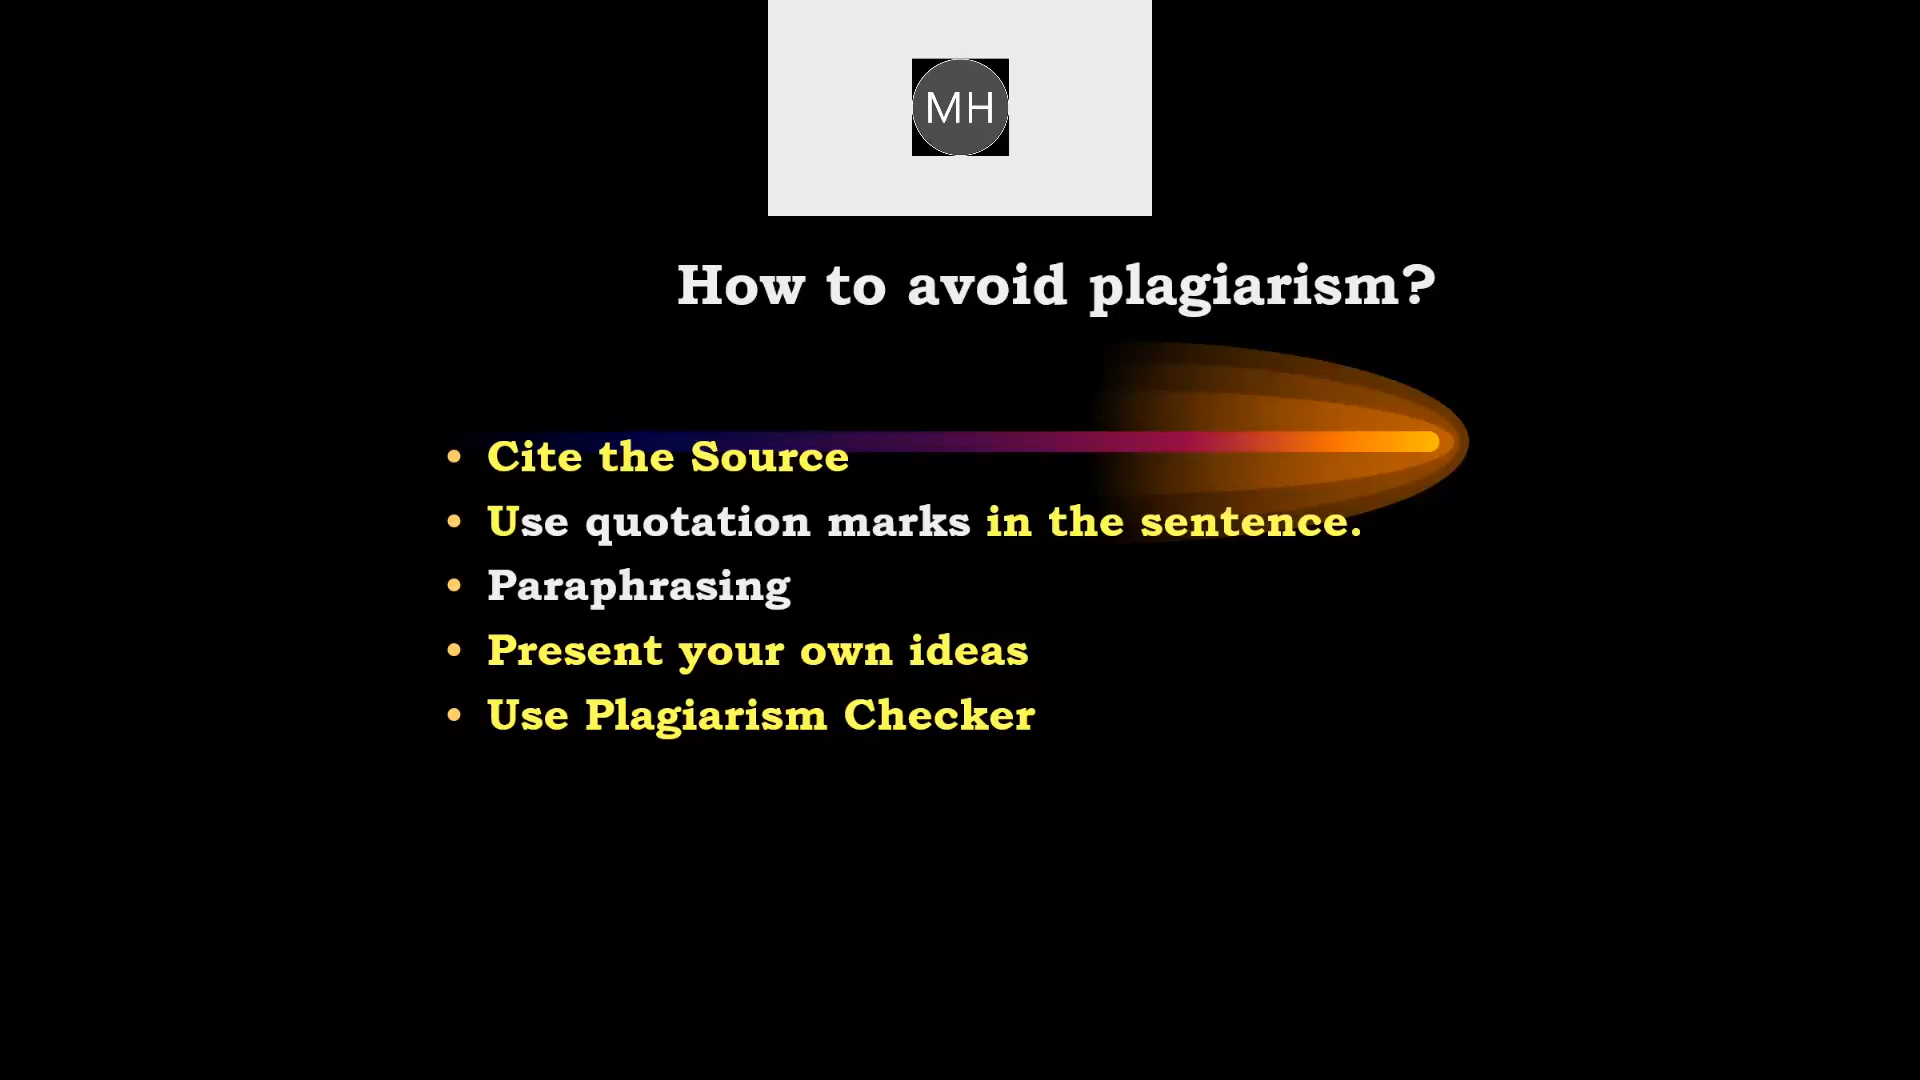 MH
How to avoid plagiarism?
• Cite the Source
• Use quotation marks in the sentence.
• Paraphrasing
• Present your own ideas
• Use Plagiarism Checker